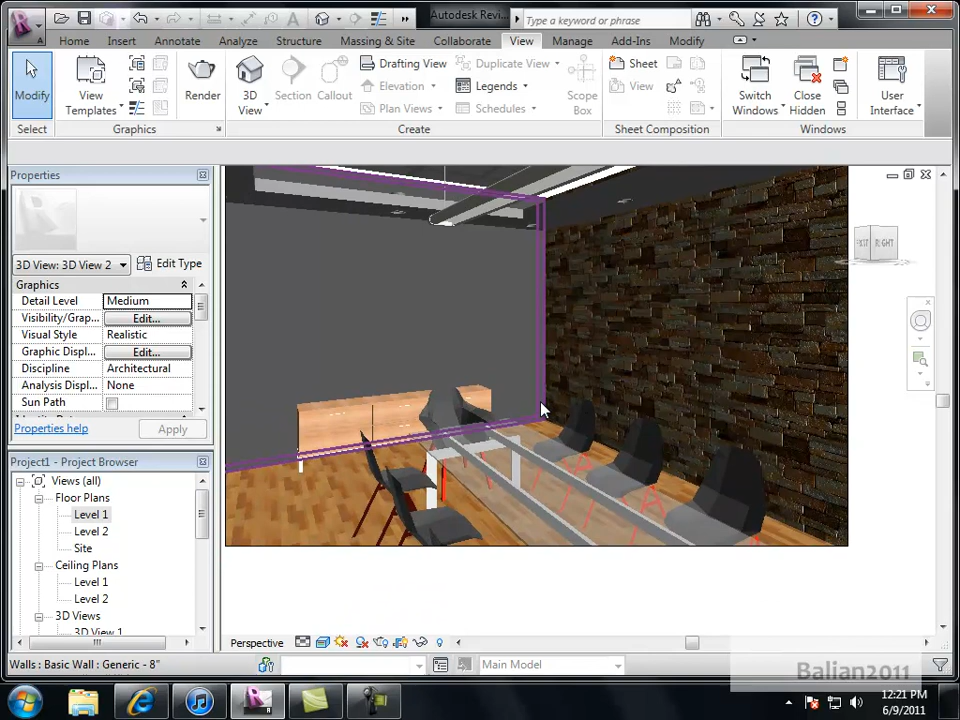 Autodesk Revi...
Type a keyword or phrase
Home Insert Annotate Analyze Structure Massing & Site Collaborate View Manage Add-Ins Modify
Modify
View
Templates
Render
3D
View
Section
Callout
Drafting View
Elevation
Plan Views
Duplicate View
Legends
Schedules
Scope
Box
Sheet
View
Switch
Windows
Close
Hidden
User
Interface
Select Graphics Create Sheet Composition Windows
Properties
3D View: 3D View 2
Edit Type
Graphics
Detail Level Medium
Visibility/Grap... Edit...
Visual Style Realistic
Graphic Displ... Edit...
Discipline Architectural
Analysis Displ... None
Sun Path
Properties help Apply
Project1 - Project Browser
Views (all)
Floor Plans
Level 1
Level 2
Site
Ceiling Plans
Level 1
Level 2
3D Views
3D View 1
EAST RIGHT
Perspective
Walls : Basic Wall : Generic - 8"
Main Model
Balian2011
12:21 PM
6/9/2011